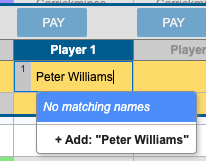 PAY PAY
Player 1 Player
1 Peter Williams
No matching names
+ Add: "Peter Williams"